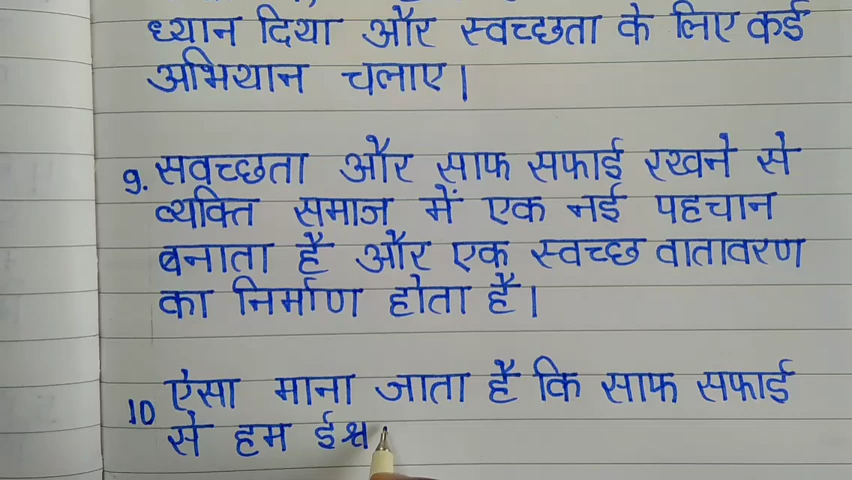 ध्यान दिया और स्वच्छता के लिए कई
अभियान चलाए।
9. सवच्छता और साफ सफाई रखने से
व्यक्ति समाज में एक नई पहचान
बनाता है और एक स्वच्छ वातावरण
का निर्माण होता है।
10 ऐसा माना जाता है कि साफ सफाई
से हम ईश्व